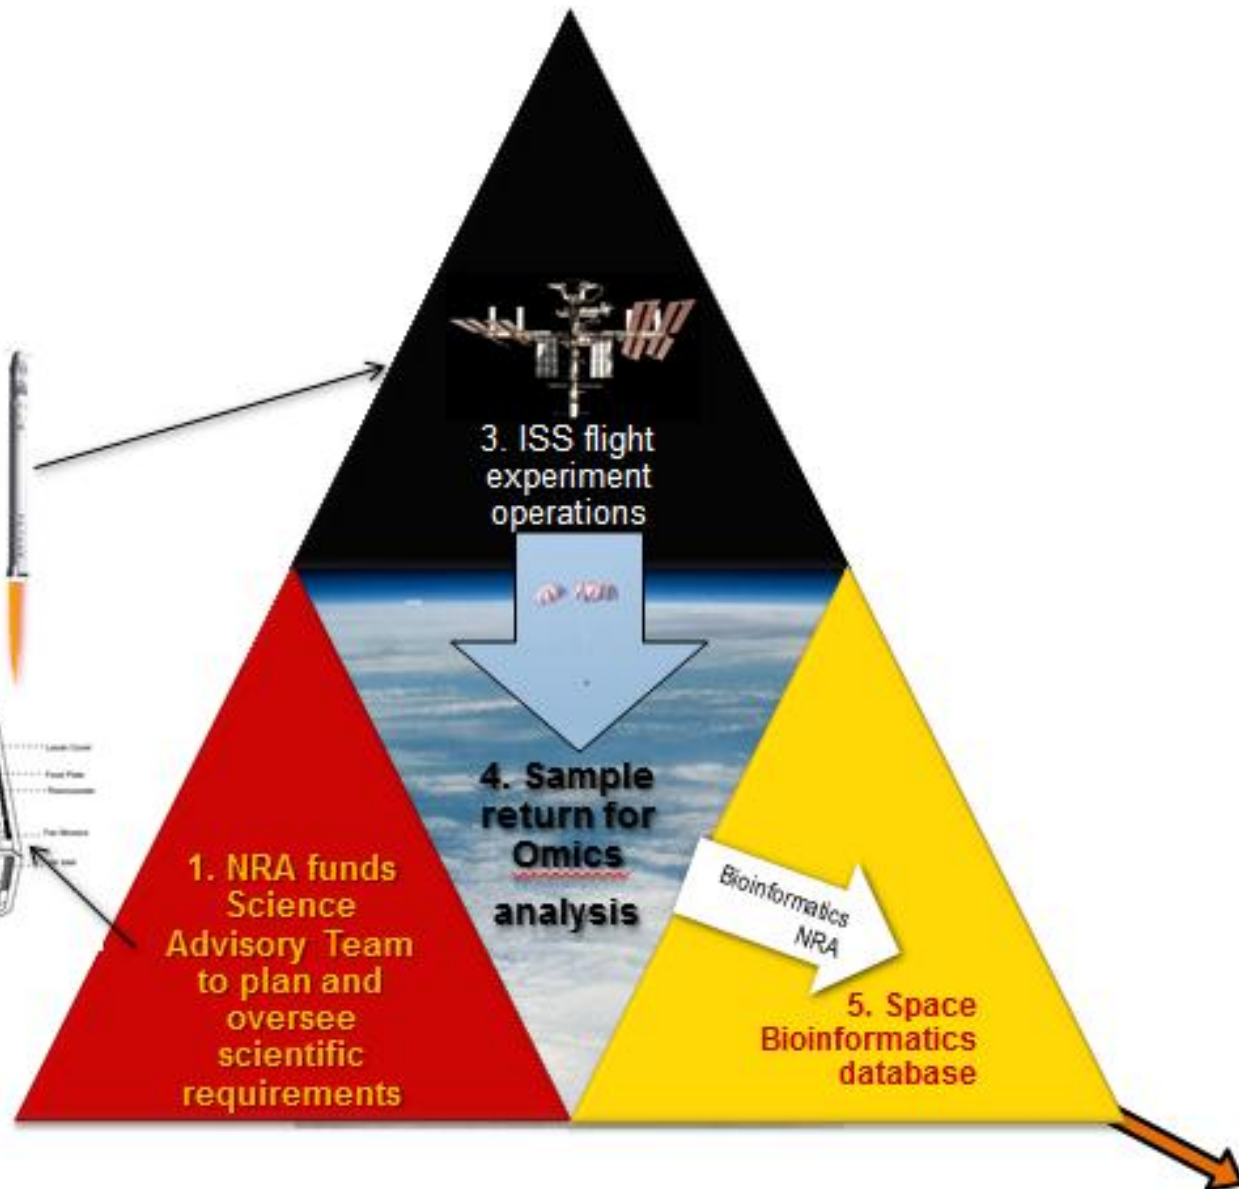 3. ISS flight
experiment
operations
4. Sample
return for
Omics
analysis
1. NRA funds
Science
Advisory Team
to plan and
oversee
scientific
requirements
Bioinformatics
NRA
5. Space
Bioinformatics
database